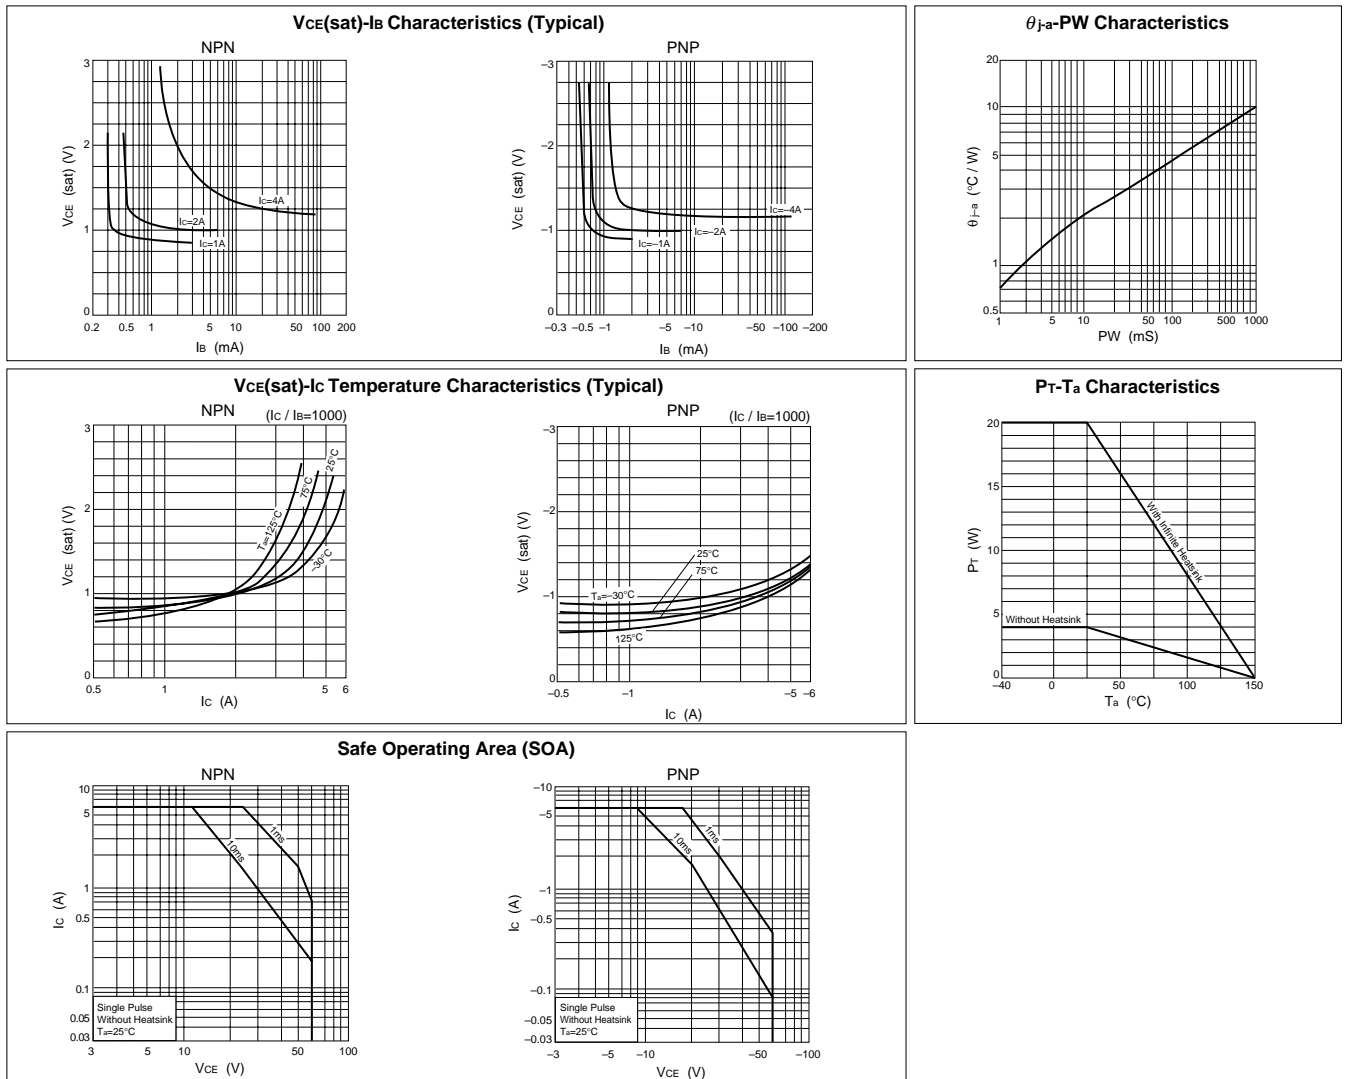 VCE(sat)-IB Characteristics (Typical)
NPN
3
2
1
0
0.2 0.5 1 5 10 50 100 200
VCE (sat) (V)
IB (mA)
IC=4A
IC=2A
IC=1A
PNP
–3
–2
–1
0
–0.3 –0.5 –1 –5 –10 –50 –100 –200
VCE (sat) (V)
IB (mA)
IC=–4A
IC=–2A
IC=–1A
θj-a-PW Characteristics
20
10
5
1
0.5
1 5 10 50 100 500 1000
θj-a (°C / W)
PW (mS)
VCE(sat)-IC Temperature Characteristics (Typical)
NPN
(IC / IB=1000)
3
2
1
0
0.5 1 5 6
VCE (sat) (V)
IC (A)
Ta=125°C
75°C
25°C
–30°C
PNP
(IC / IB=1000)
–3
–2
–1
0
–0.5 –1 –5 –6
VCE (sat) (V)
IC (A)
25°C
75°C
Ta=–30°C
125°C
PT-Ta Characteristics
20
15
10
5
0
–40 0 50 100 150
PT (W)
Ta (°C)
With Infinite Heatsink
Without Heatsink
Safe Operating Area (SOA)
NPN
10
5
1
0.5
0.1
0.05
0.03
3 5 10 50 100
IC (A)
VCE (V)
1ms
10ms
Single Pulse
Without Heatsink
Ta=25°C
PNP
–10
–5
–1
–0.5
–0.1
–0.05
–0.03
–3 –5 –10 –50 –100
IC (A)
VCE (V)
1ms
10ms
Single Pulse
Without Heatsink
Ta=25°C